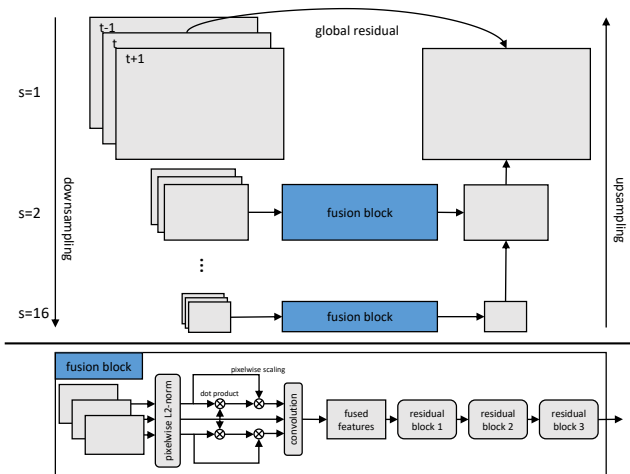 t-1
t
t+1
global residual
s=1
downsampling
upsampling
s=2
fusion block
...
s=16
fusion block
fusion block
pixelwise L2-norm
pixelwise scaling
dot product
convolution
fused
features
residual
block 1
residual
block 2
residual
block 3